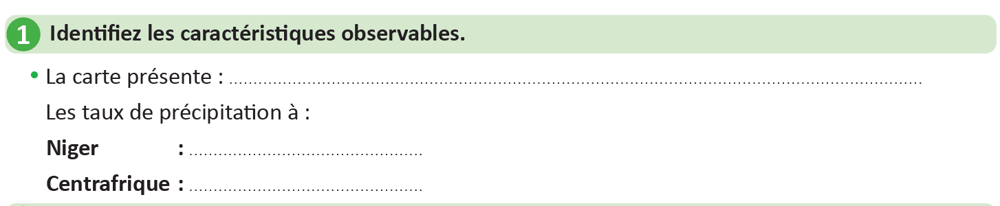 1 Identifiez les caractéristiques observables.
• La carte présente : ........................................................................................................................................
Les taux de précipitation à :
Niger : ................................................
Centrafrique : ................................................